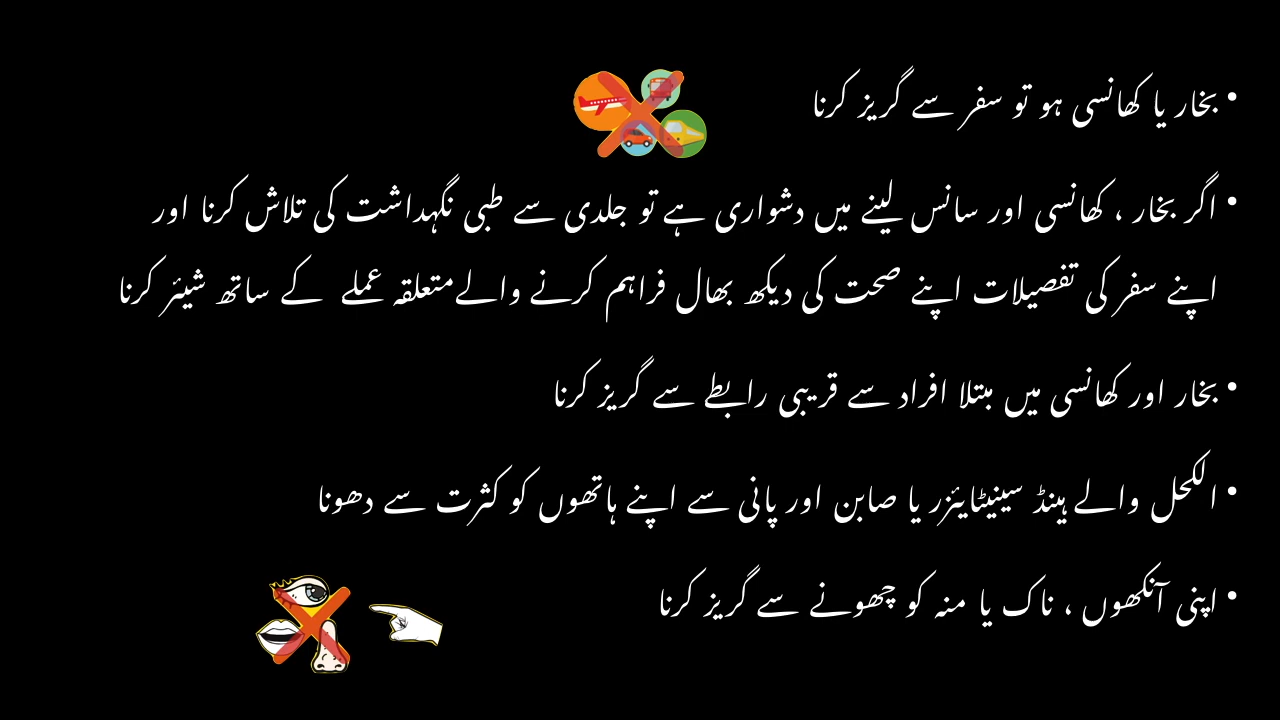 • بخار یا کھانسی ہو تو سفر سے گریز کرنا
• اگر بخار ، کھانسی اور سانس لینے میں دشواری ہے تو جلدی سے طبی نگہداشت کی تلاش کرنا اور
اپنے سفر کی تفصیلات اپنے صحت کی دیکھ بھال فراہم کرنے والے متعلقہ عملے کے ساتھ شیئر کرنا
• بخار اور کھانسی میں مبتلا افراد سے قریبی رابطے سے گریز کرنا
• الکحل والے ہینڈ سینیٹایئزر یا صابن اور پانی سے اپنے ہاتھوں کو کثرت سے دھونا
• اپنی آنکھوں ، ناک یا منہ کو چھونے سے گریز کرنا